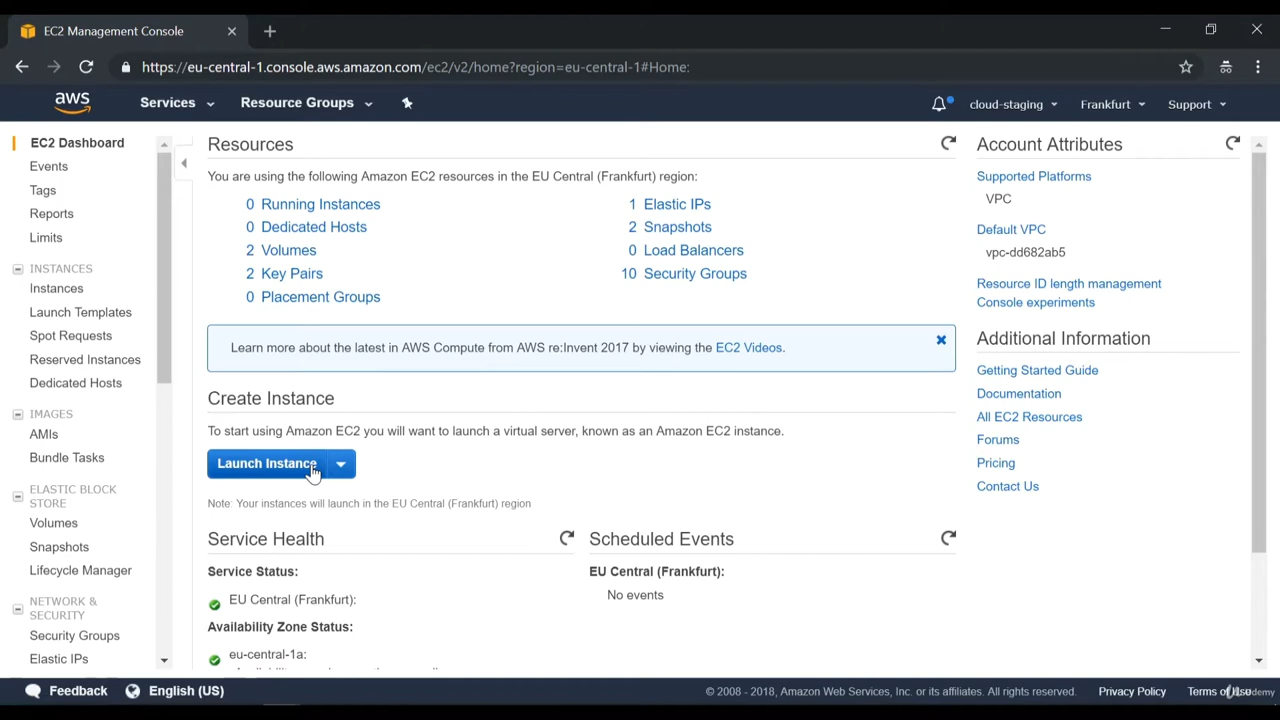 EC2 Management Console
https://eu-central-1.console.aws.amazon.com/ec2/v2/home?region=eu-central-1#Home:
aws
Services
Resource Groups
cloud-staging
Frankfurt
Support
EC2 Dashboard
Events
Tags
Reports
Limits
INSTANCES
Instances
Launch Templates
Spot Requests
Reserved Instances
Dedicated Hosts
IMAGES
AMIs
Bundle Tasks
ELASTIC BLOCK
STORE
Volumes
Snapshots
Lifecycle Manager
NETWORK &
SECURITY
Security Groups
Elastic IPs
Resources
You are using the following Amazon EC2 resources in the EU Central (Frankfurt) region:
0 Running Instances
0 Dedicated Hosts
2 Volumes
2 Key Pairs
0 Placement Groups
1 Elastic IPs
2 Snapshots
0 Load Balancers
10 Security Groups
Learn more about the latest in AWS Compute from AWS re:Invent 2017 by viewing the EC2 Videos.
Create Instance
To start using Amazon EC2 you will want to launch a virtual server, known as an Amazon EC2 instance.
Launch Instance
Note: Your instances will launch in the EU Central (Frankfurt) region
Service Health
Service Status:
EU Central (Frankfurt):
Availability Zone Status:
eu-central-1a:
Scheduled Events
EU Central (Frankfurt):
No events
Account Attributes
Supported Platforms
VPC
Default VPC
vpc-dd682ab5
Resource ID length management
Console experiments
Additional Information
Getting Started Guide
Documentation
All EC2 Resources
Forums
Pricing
Contact Us
Feedback
English (US)
© 2008 - 2018, Amazon Web Services, Inc. or its affiliates. All rights reserved.
Privacy Policy
Terms of Use